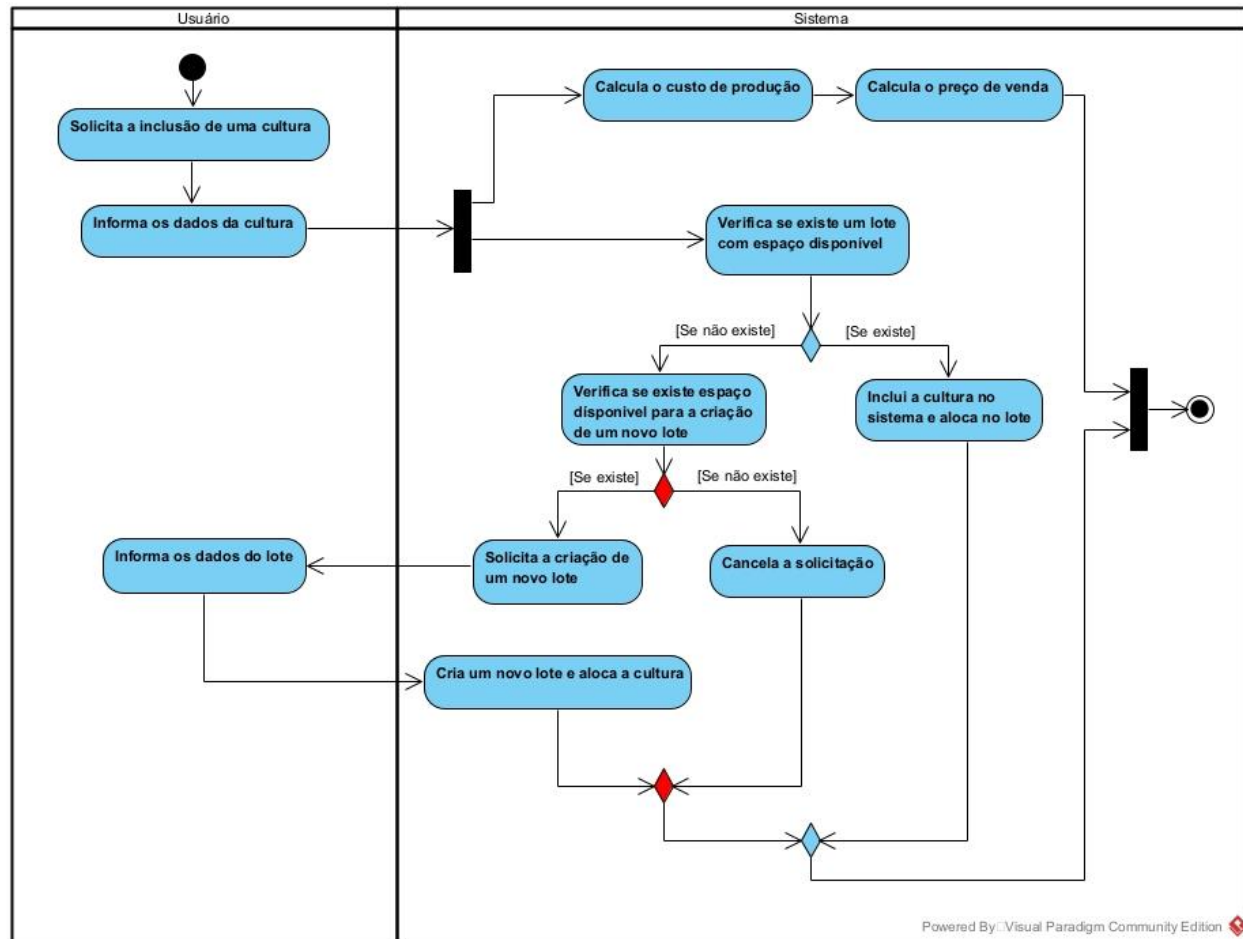 Usuário
Sistema
Calcula o custo de produção
Calcula o preço de venda
Solicita a inclusão de uma cultura
Informa os dados da cultura
Verifica se existe um lote
com espaço disponível
[Se não existe]
[Se existe]
Verifica se existe espaço
disponivel para a criação
de um novo lote
Inclui a cultura no
sistema e aloca no lote
[Se existe]
[Se não existe]
Informa os dados do lote
Solicita a criação de
um novo lote
Cancela a solicitação
Cria um novo lote e aloca a cultura
Powered By Visual Paradigm Community Edition